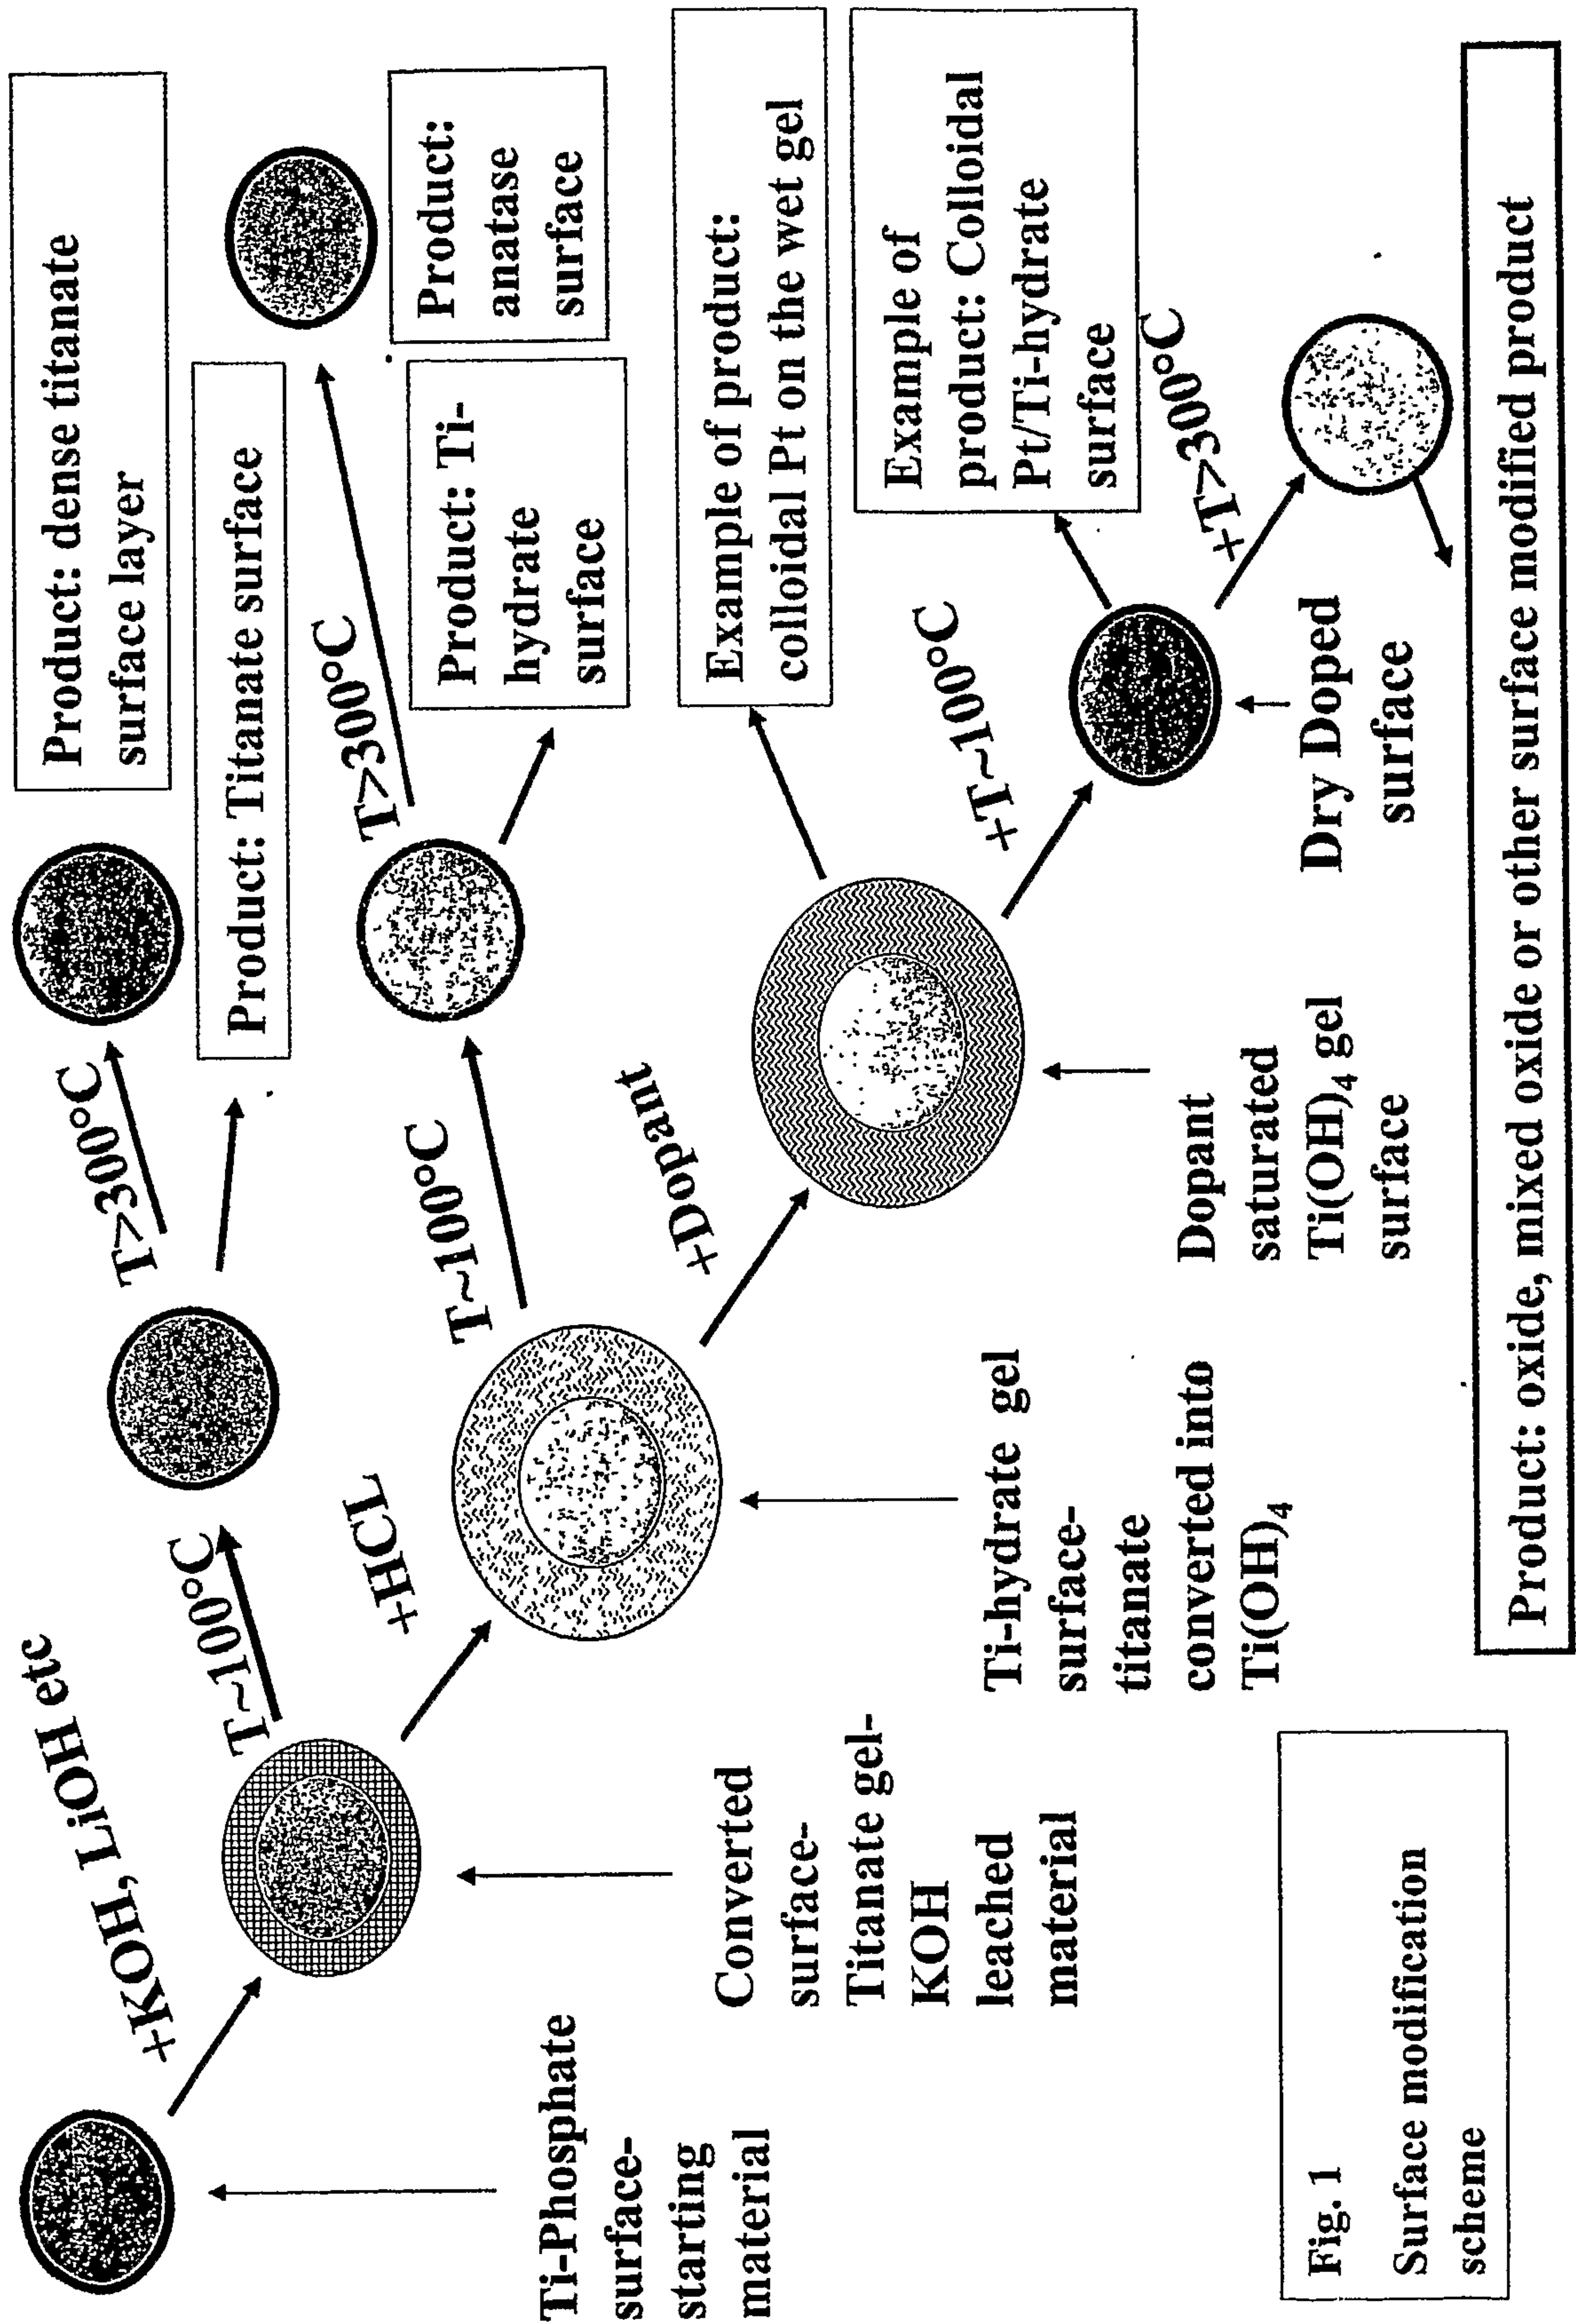 +KOH, LiOH etc
T~100°C
T>300°C
Product: dense titanate
surface layer
Product: Titanate surface
+HCL
T~100°C
T>300°C
Product:
anatase
surface
Product: Ti-
hydrate
surface
+Dopant
Example of product:
colloidal Pt on the wet gel
+T~100°C
Example of
product: Colloidal
Pt/Ti-hydrate
surface
+T>300°C
Ti-Phosphate
surface-
starting
material
Converted
surface-
Titanate gel-
KOH
leached
material
Ti-hydrate gel
surface-
titanate
converted into
Ti(OH)₄
Dopant
saturated
Ti(OH)₄ gel
surface
Dry Doped
surface
Fig. 1
Surface modification
scheme
Product: oxide, mixed oxide or other surface modified product